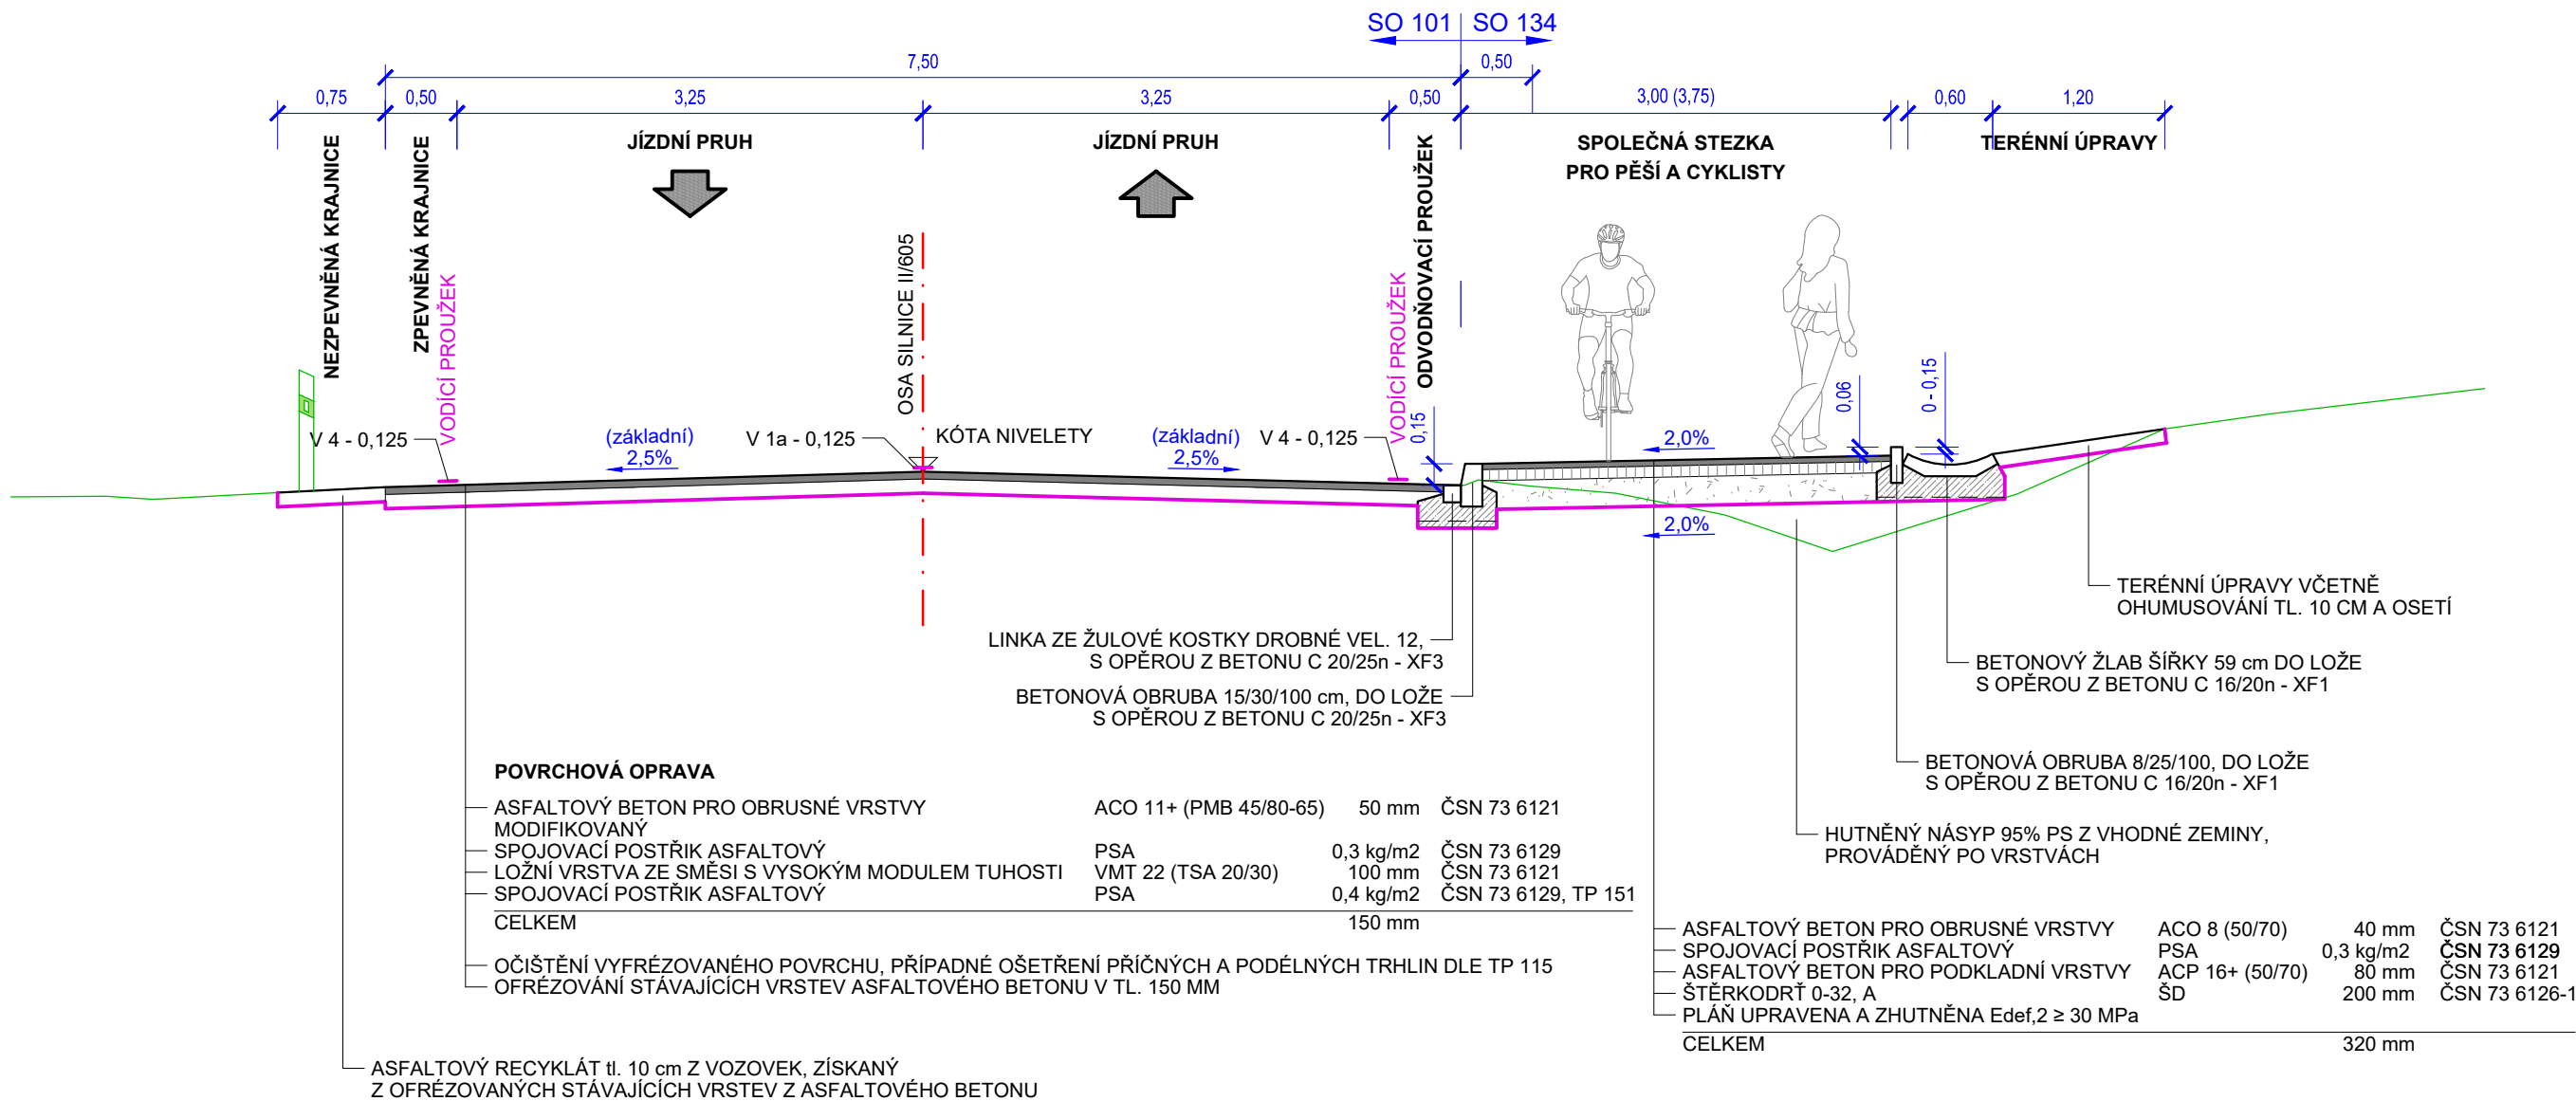 SO 101 SO 134
7,50 0,50
0,75 0,50 3,25 3,25 0,50 3,00 (3,75) 0,60 1,20
NEZPEVNĚNÁ KRAJNICE
ZPEVNĚNÁ KRAJNICE
VODÍCÍ PROUŽEK
JÍZDNÍ PRUH
OSA SILNICE II/605
JÍZDNÍ PRUH
VODÍCÍ PROUŽEK
ODVODŇOVACÍ PROUŽEK
SPOLEČNÁ STEZKA
PRO PĚŠÍ A CYKLISTY
TERÉNNÍ ÚPRAVY
0,15
0,06
0 - 0,15
V 4 - 0,125
(základní)
2,5%
V 1a - 0,125
KÓTA NIVELETY
(základní)
2,5%
V 4 - 0,125
2,0%
2,0%
TERÉNNÍ ÚPRAVY VČETNĚ
OHUMUSOVÁNÍ TL. 10 CM A OSETÍ
LINKA ZE ŽULOVÉ KOSTKY DROBNÉ VEL. 12,
S OPĚROU Z BETONU C 20/25n - XF3
BETONOVÁ OBRUBA 15/30/100 cm, DO LOŽE
S OPĚROU Z BETONU C 20/25n - XF3
BETONOVÝ ŽLAB ŠÍŘKY 59 cm DO LOŽE
S OPĚROU Z BETONU C 16/20n - XF1
BETONOVÁ OBRUBA 8/25/100, DO LOŽE
S OPĚROU Z BETONU C 16/20n - XF1
HUTNĚNÝ NÁSYP 95% PS Z VHODNÉ ZEMINY,
PROVÁDĚNÝ PO VRSTVÁCH
POVRCHOVÁ OPRAVA
ASFALTOVÝ BETON PRO OBRUSNÉ VRSTVY ACO 11+ (PMB 45/80-65) 50 mm ČSN 73 6121
MODIFIKOVANÝ
SPOJOVACÍ POSTŘIK ASFALTOVÝ PSA 0,3 kg/m2 ČSN 73 6129
LOŽNÍ VRSTVA ZE SMĚSI S VYSOKÝM MODULEM TUHOSTI VMT 22 (TSA 20/30) 100 mm ČSN 73 6121
SPOJOVACÍ POSTŘIK ASFALTOVÝ PSA 0,4 kg/m2 ČSN 73 6129, TP 151
CELKEM 150 mm
OČIŠTĚNÍ VYFRÉZOVANÉHO POVRCHU, PŘÍPADNÉ OŠETŘENÍ PŘÍČNÝCH A PODÉLNÝCH TRHLIN DLE TP 115
OFRÉZOVÁNÍ STÁVAJÍCÍCH VRSTEV ASFALTOVÉHO BETONU V TL. 150 MM
ASFALTOVÝ BETON PRO OBRUSNÉ VRSTVY ACO 8 (50/70) 40 mm ČSN 73 6121
SPOJOVACÍ POSTŘIK ASFALTOVÝ PSA 0,3 kg/m2 ČSN 73 6129
ASFALTOVÝ BETON PRO PODKLADNÍ VRSTVY ACP 16+ (50/70) 80 mm ČSN 73 6121
ŠTĚRKODRŤ 0-32, A ŠD 200 mm ČSN 73 6126-1
PLÁŇ UPRAVENA A ZHUTNĚNA Edef,2 ≥ 30 MPa
CELKEM 320 mm
ASFALTOVÝ RECYKLÁT tl. 10 cm Z VOZOVEK, ZÍSKANÝ
Z OFRÉZOVANÝCH STÁVAJÍCÍCH VRSTEV Z ASFALTOVÉHO BETONU